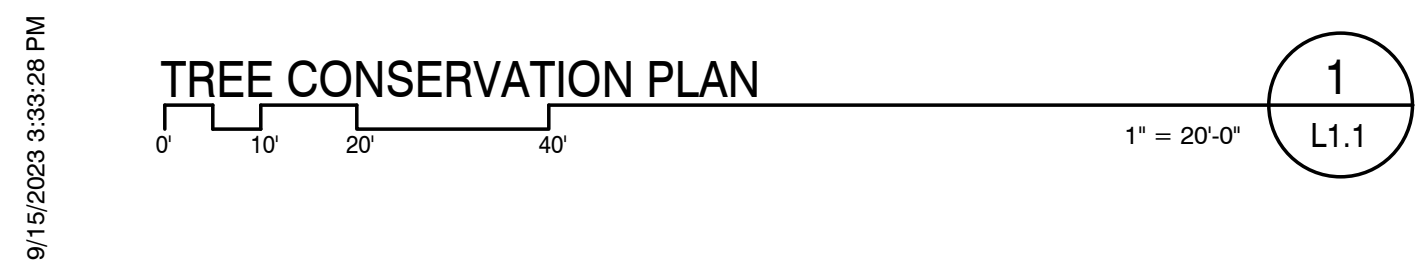 9/15/2023 3:33:28 PM
TREE CONSERVATION PLAN
0' 10' 20' 40'
1" = 20'-0"
1
L1.1